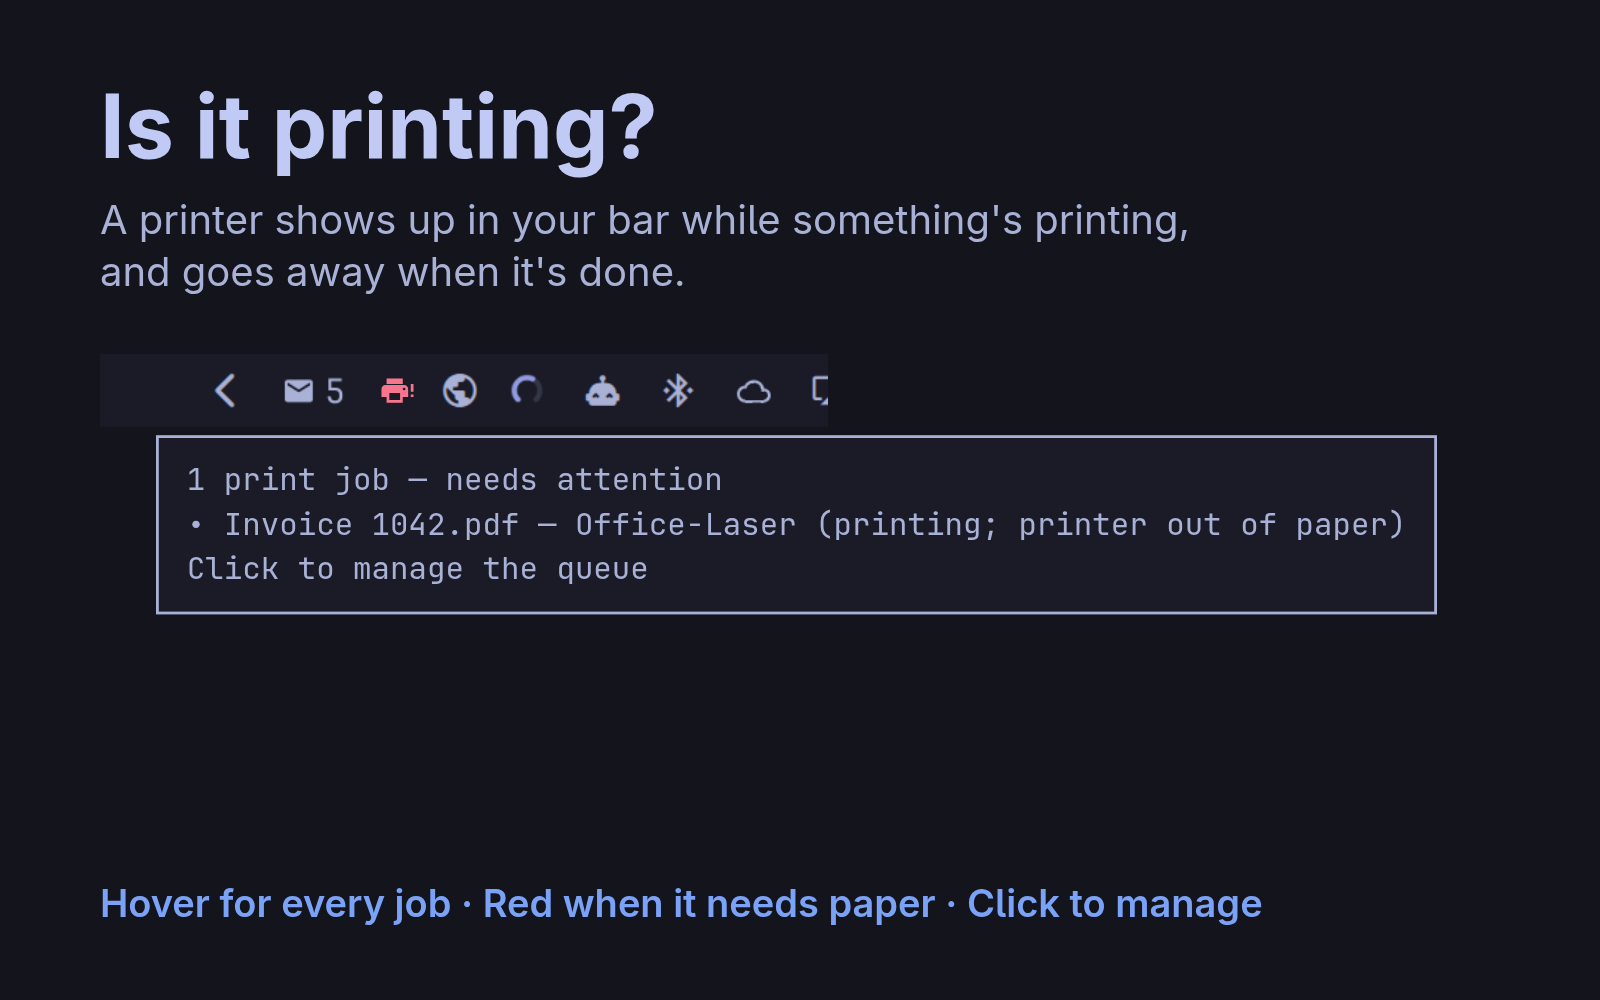 Is it printing?
A printer shows up in your bar while something's printing,
and goes away when it's done.
5
1 print job — needs attention
• Invoice 1042.pdf — Office-Laser (printing; printer out of paper)
Click to manage the queue
Hover for every job · Red when it needs paper · Click to manage